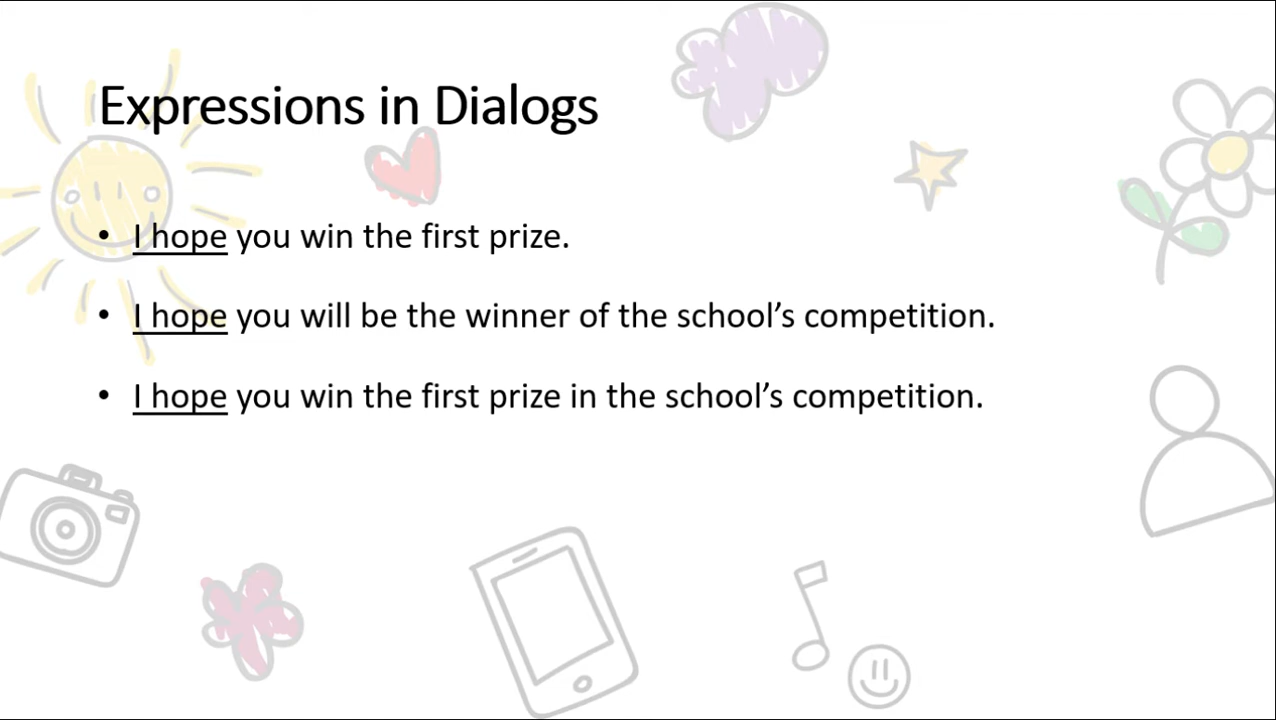 Expressions in Dialogs
• I hope you win the first prize.
• I hope you will be the winner of the school’s competition.
• I hope you win the first prize in the school’s competition.